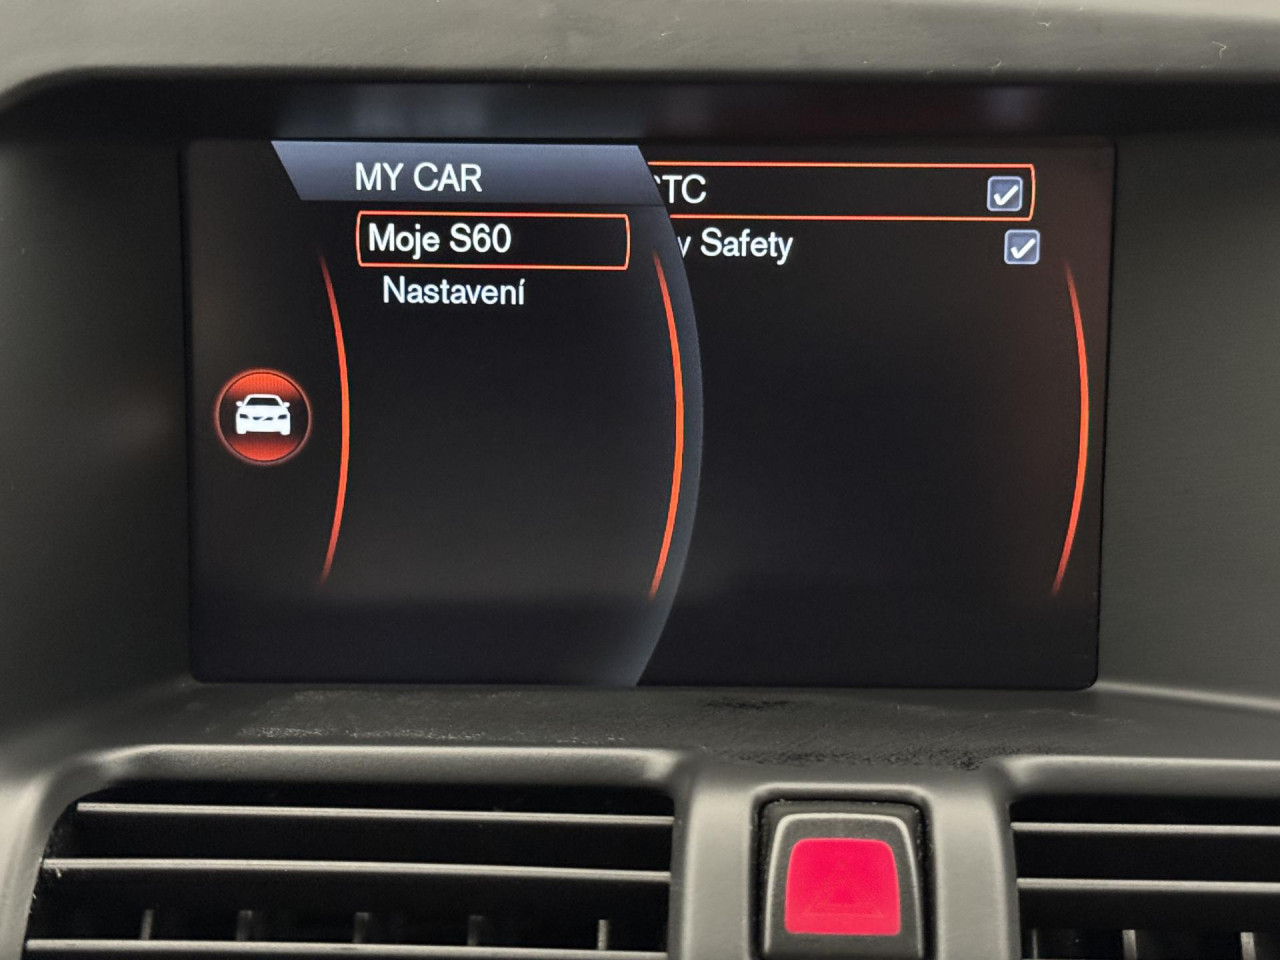 MY CAR
TC
Moje S60
Safety
Nastavení